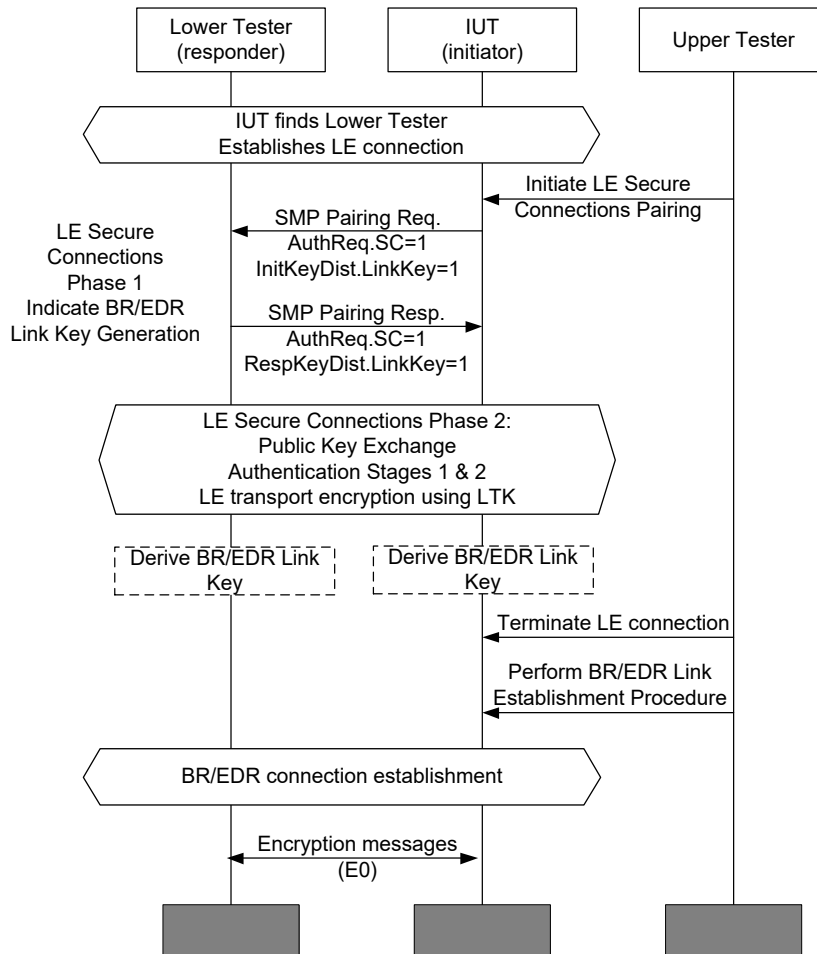 Lower Tester
(responder)
IUT
(initiator)
Upper Tester
IUT finds Lower Tester
Establishes LE connection
Initiate LE Secure
Connections Pairing
SMP Pairing Req.
AuthReq.SC=1
InitKeyDist.LinkKey=1
LE Secure
Connections
Phase 1
Indicate BR/EDR
Link Key Generation
SMP Pairing Resp.
AuthReq.SC=1
RespKeyDist.LinkKey=1
LE Secure Connections Phase 2:
Public Key Exchange
Authentication Stages 1 & 2
LE transport encryption using LTK
Derive BR/EDR Link
Key
Derive BR/EDR Link
Key
Terminate LE connection
Perform BR/EDR Link
Establishment Procedure
BR/EDR connection establishment
Encryption messages
(E0)